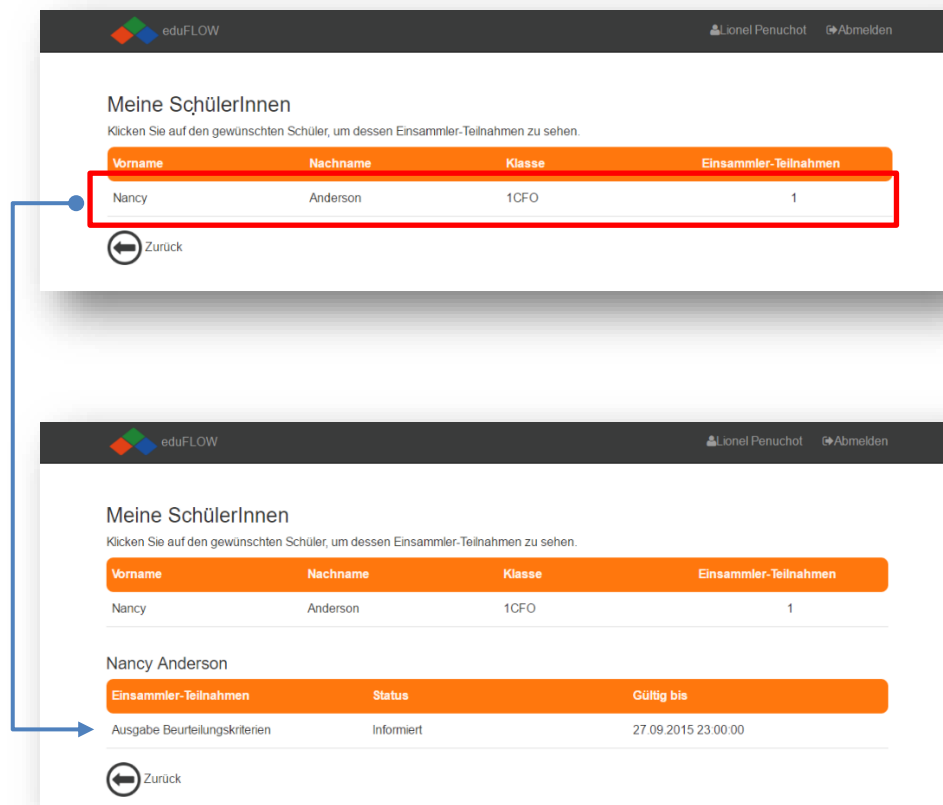 eduFLOW Lionel Penuchot Abmelden
Meine SchülerInnen
Klicken Sie auf den gewünschten Schüler, um dessen Einsammler-Teilnahmen zu sehen.
Vorname Nachname Klasse Einsammler-Teilnahmen
Nancy Anderson 1CFO 1
Zurück
eduFLOW Lionel Penuchot Abmelden
Meine SchülerInnen
Klicken Sie auf den gewünschten Schüler, um dessen Einsammler-Teilnahmen zu sehen.
Vorname Nachname Klasse Einsammler-Teilnahmen
Nancy Anderson 1CFO 1
Nancy Anderson
Einsammler-Teilnahmen Status Gültig bis
Ausgabe Beurteilungskriterien Informiert 27.09.2015 23:00:00
Zurück